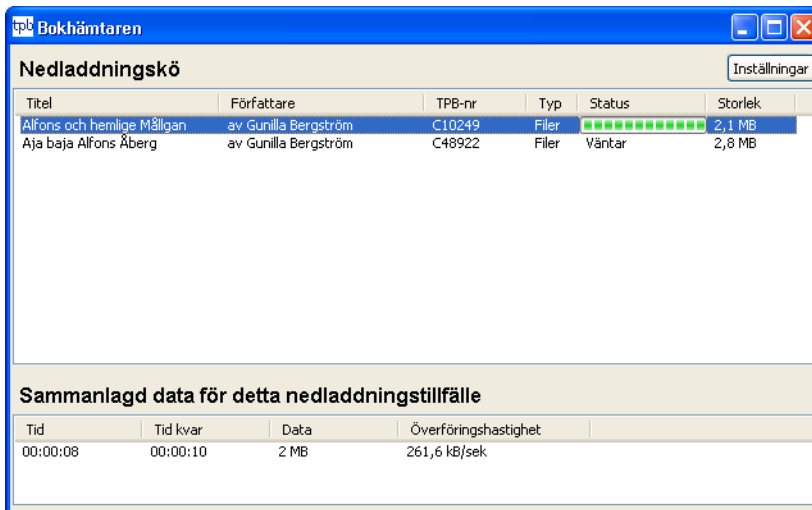 tpb Bokhämtaren
Nedladdningskö
Inställningar
Titel Författare TPB-nr Typ Status Storlek
Alfons och hemlige Mållgan av Gunilla Bergström C10249 Filer 2,1 MB
Aja baja Alfons Åberg av Gunilla Bergström C48922 Filer Väntar 2,8 MB
Sammanlagd data för detta nedladdningstillfälle
Tid Tid kvar Data Överföringshastighet
00:00:08 00:00:10 2 MB 261,6 kB/sek